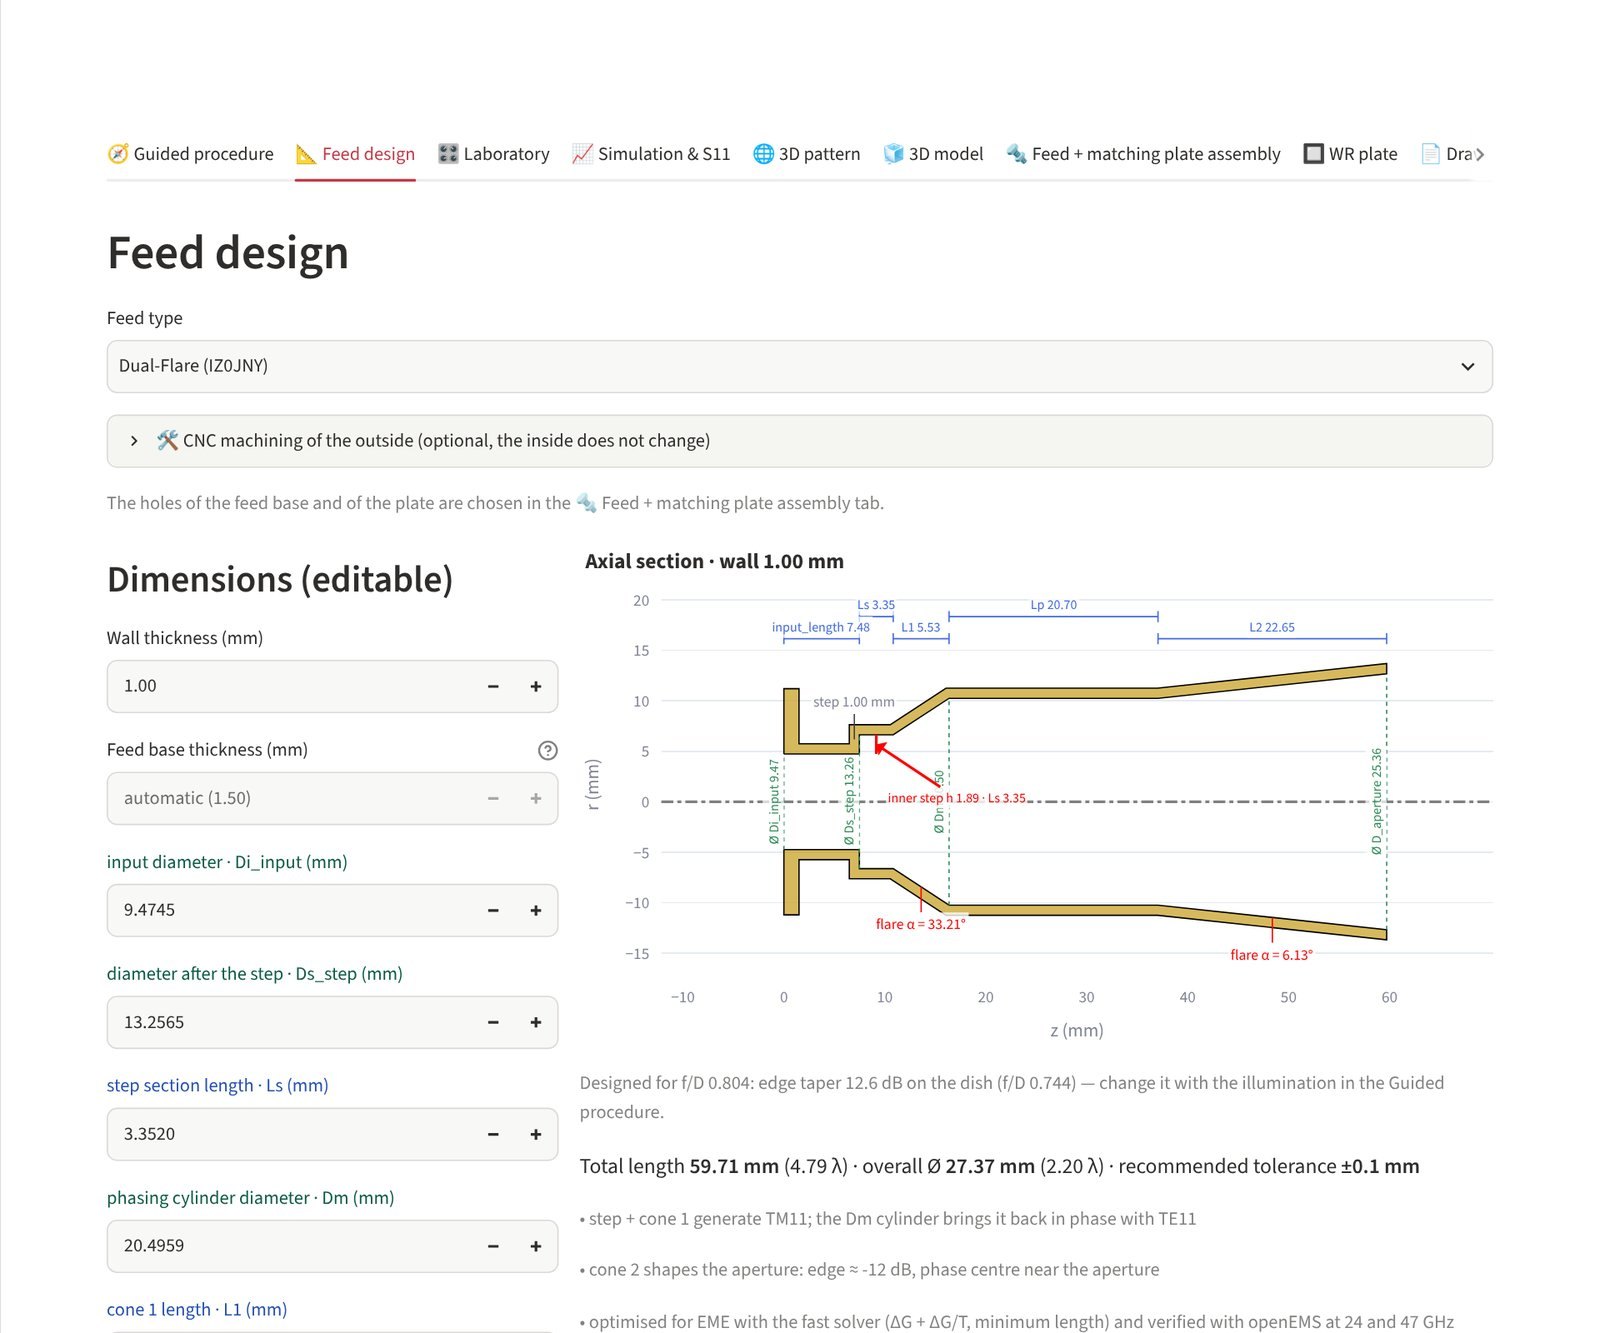 🧭 Guided procedure 📐 Feed design 🎛️ Laboratory 📈 Simulation & S11 🌐 3D pattern 🧊 3D model 🔩 Feed + matching plate assembly 🔲 WR plate 📄 Dra
Feed design
Feed type
Dual-Flare (IZ0JNY)
🛠️ CNC machining of the outside (optional, the inside does not change)
The holes of the feed base and of the plate are chosen in the 🔩 Feed + matching plate assembly tab.
Dimensions (editable)
Wall thickness (mm)
1.00
Feed base thickness (mm)
automatic (1.50)
input diameter · Di_input (mm)
9.4745
diameter after the step · Ds_step (mm)
13.2565
step section length · Ls (mm)
3.3520
phasing cylinder diameter · Dm (mm)
20.4959
cone 1 length · L1 (mm)
Axial section · wall 1.00 mm
Ls 3.35
Lp 20.70
input_length 7.48
L1 5.53
L2 22.65
step 1.00 mm
Ø Di_input 9.47
Ø Ds_step 13.26
Ø Dm .50
Ø D_aperture 25.36
inner step h 1.89 · Ls 3.35
flare α = 33.21°
flare α = 6.13°
r (mm)
20
15
10
5
0
−5
−10
−15
−10 0 10 20 30 40 50 60
z (mm)
Designed for f/D 0.804: edge taper 12.6 dB on the dish (f/D 0.744) — change it with the illumination in the Guided
procedure.
Total length 59.71 mm (4.79 λ) · overall Ø 27.37 mm (2.20 λ) · recommended tolerance ±0.1 mm
• step + cone 1 generate TM11; the Dm cylinder brings it back in phase with TE11
• cone 2 shapes the aperture: edge ≈ -12 dB, phase centre near the aperture
• optimised for EME with the fast solver (ΔG + ΔG/T, minimum length) and verified with openEMS at 24 and 47 GHz